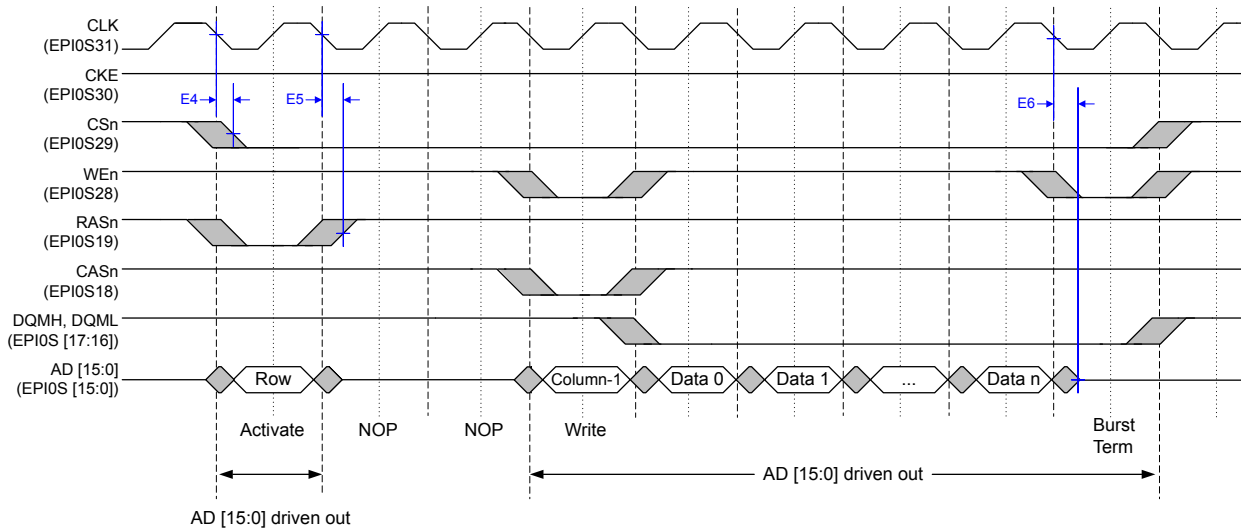 CLK
(EPI0S31)
CKE
(EPI0S30)
E4
E5
E6
CSn
(EPI0S29)
WEn
(EPI0S28)
RASn
(EPI0S19)
CASn
(EPI0S18)
DQMH, DQML
(EPI0S [17:16])
AD [15:0]
(EPI0S [15:0])
Row
Column-1
Data 0
Data 1
...
Data n
Activate
NOP
NOP
Write
Burst
Term
AD [15:0] driven out
AD [15:0] driven out